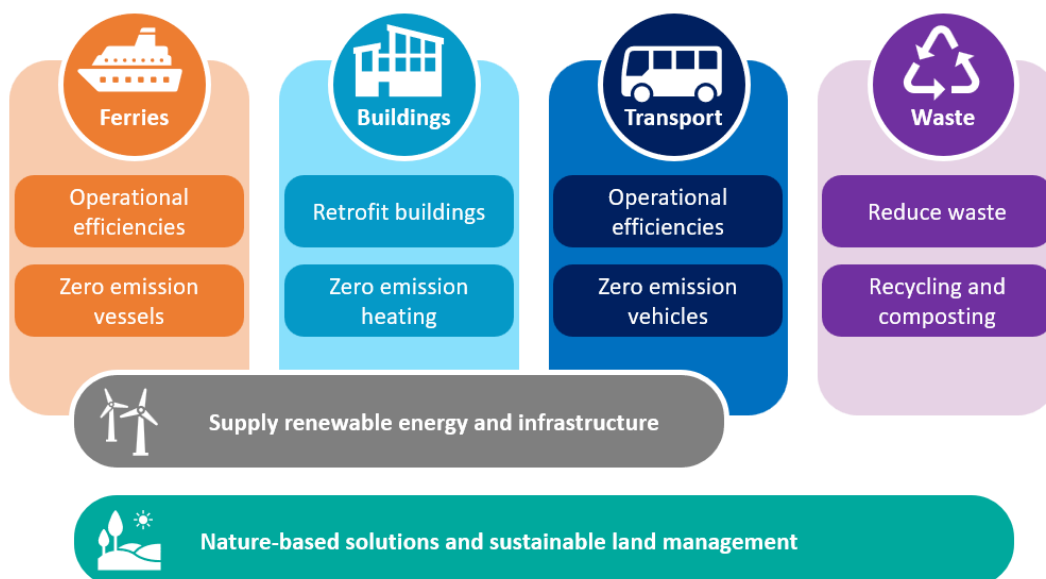 Ferries
Operational
efficiencies
Zero emission
vessels
Buildings
Retrofit buildings
Zero emission
heating
Transport
Operational
efficiencies
Zero emission
vehicles
Waste
Reduce waste
Recycling and
composting
Supply renewable energy and infrastructure
Nature-based solutions and sustainable land management